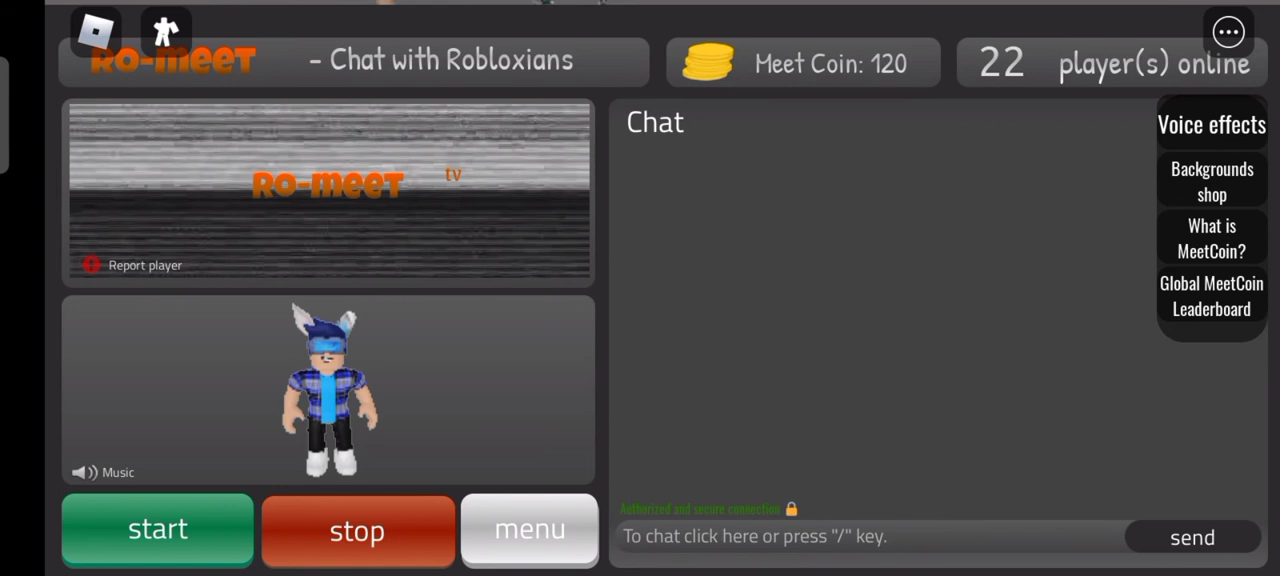 RO-MEET - Chat with Robloxians
Meet Coin: 120
22 player(s) online
RO-MEET tv
Report player
Music
start
stop
menu
Chat
Voice effects
Backgrounds
shop
What is
MeetCoin?
Global MeetCoin
Leaderboard
Authorized and secure connection
To chat click here or press "/" key.
send